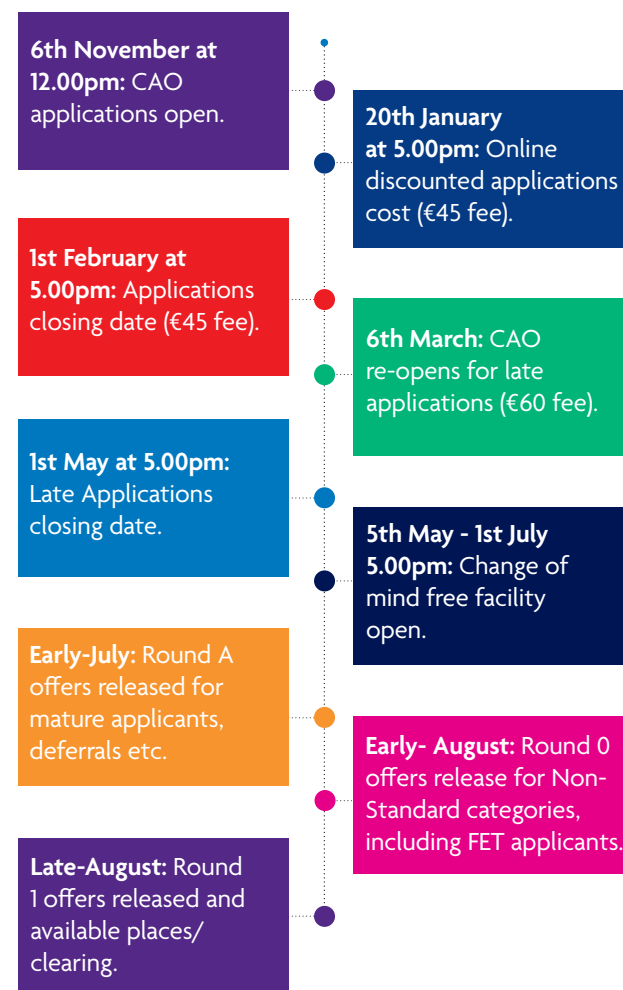 6th November at
12.00pm: CAO
applications open.
20th January
at 5.00pm: Online
discounted applications
cost (€45 fee).
1st February at
5.00pm: Applications
closing date (€45 fee).
6th March: CAO
re-opens for late
applications (€60 fee).
1st May at 5.00pm:
Late Applications
closing date.
5th May - 1st July
5.00pm: Change of
mind free facility
open.
Early-July: Round A
offers released for
mature applicants,
deferrals etc.
Early- August: Round 0
offers release for Non-
Standard categories,
including FET applicants.
Late-August: Round
1 offers released and
available places/
clearing.